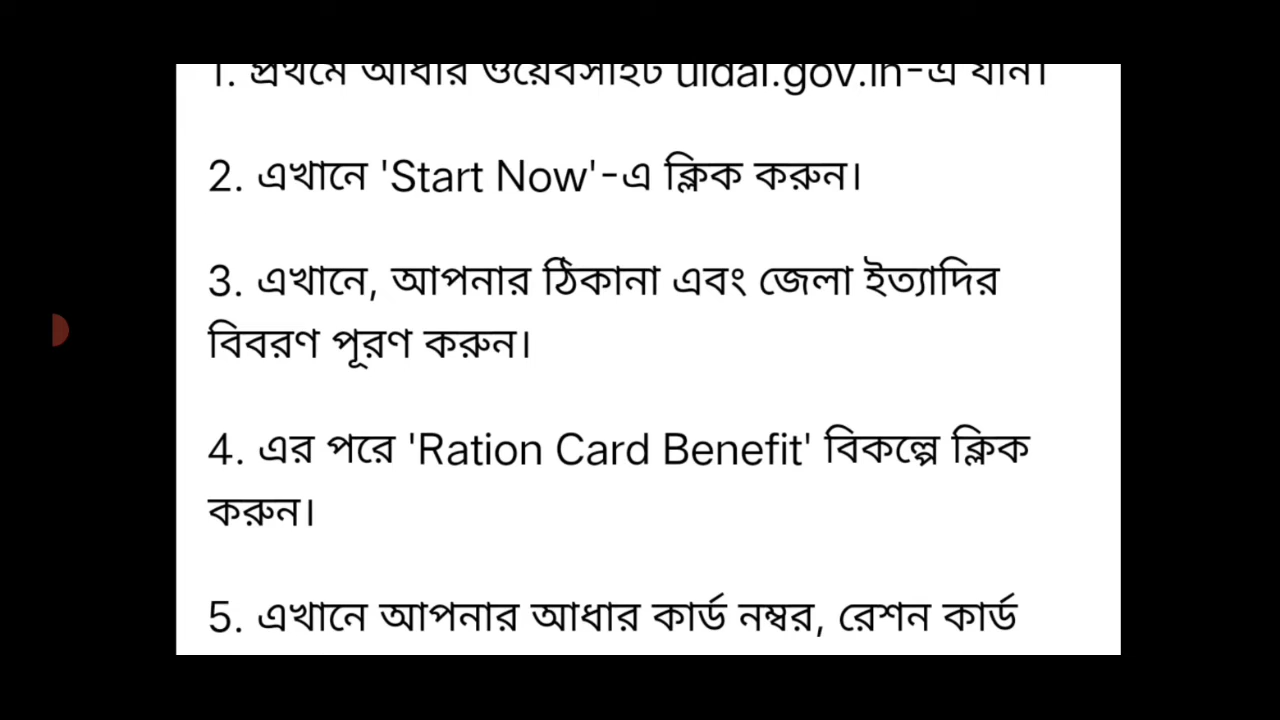 1. প্রথমে আধার ওয়েবসাইট uidai.gov.in-এ যান।
2. এখানে 'Start Now'-এ ক্লিক করুন।
3. এখানে, আপনার ঠিকানা এবং জেলা ইত্যাদির
বিবরণ পূরণ করুন।
4. এর পরে 'Ration Card Benefit' বিকল্পে ক্লিক
করুন।
5. এখানে আপনার আধার কার্ড নম্বর, রেশন কার্ড